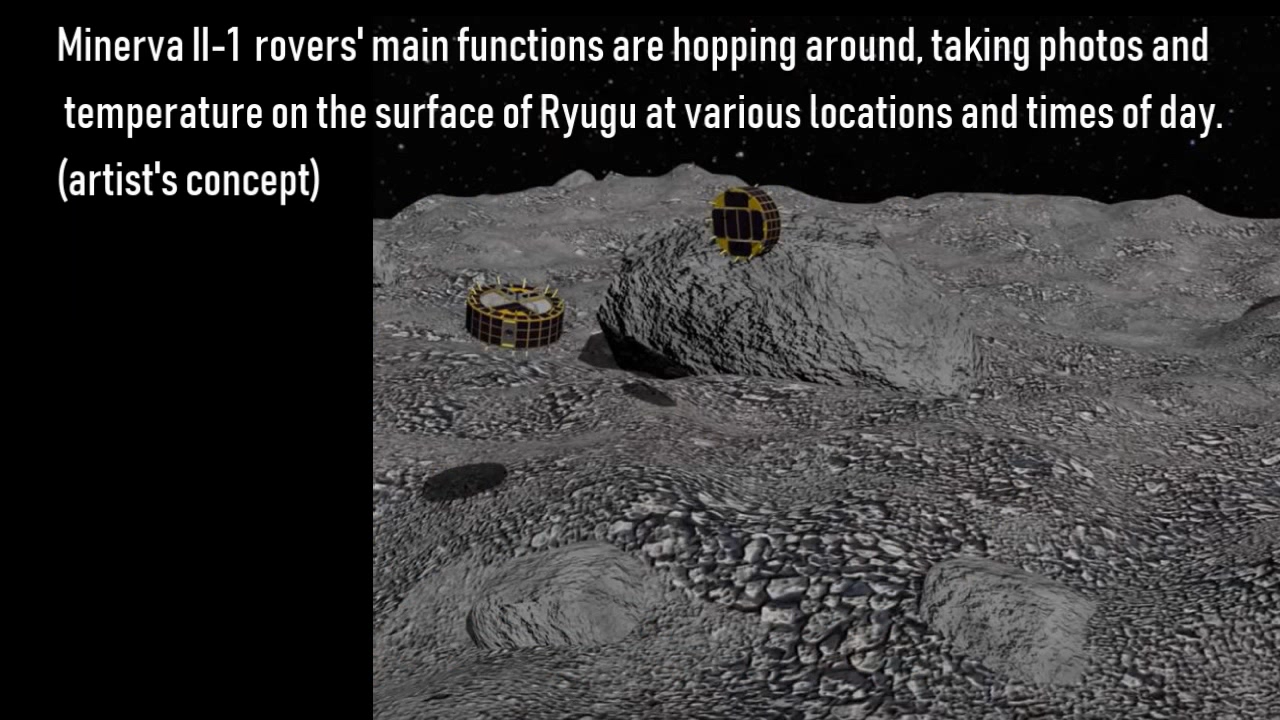 Minerva II-1 rovers' main functions are hopping around, taking photos and
temperature on the surface of Ryugu at various locations and times of day.
(artist's concept)